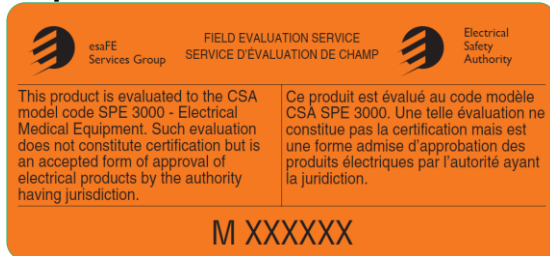 esaFE
Services Group
FIELD EVALUATION SERVICE
SERVICE D'ÉVALUATION DE CHAMP
Electrical
Safety
Authority
This product is evaluated to the CSA
model code SPE 3000 - Electrical
Medical Equipment. Such evaluation
does not constitute certification but is
an accepted form of approval of
electrical products by the authority
having jurisdiction.
Ce produit est évalué au code modèle
CSA SPE 3000. Une telle évaluation ne
constitue pas la certification mais est
une forme admise d'approbation des
produits électriques par l'autorité ayant
la juridiction.
M XXXXXX